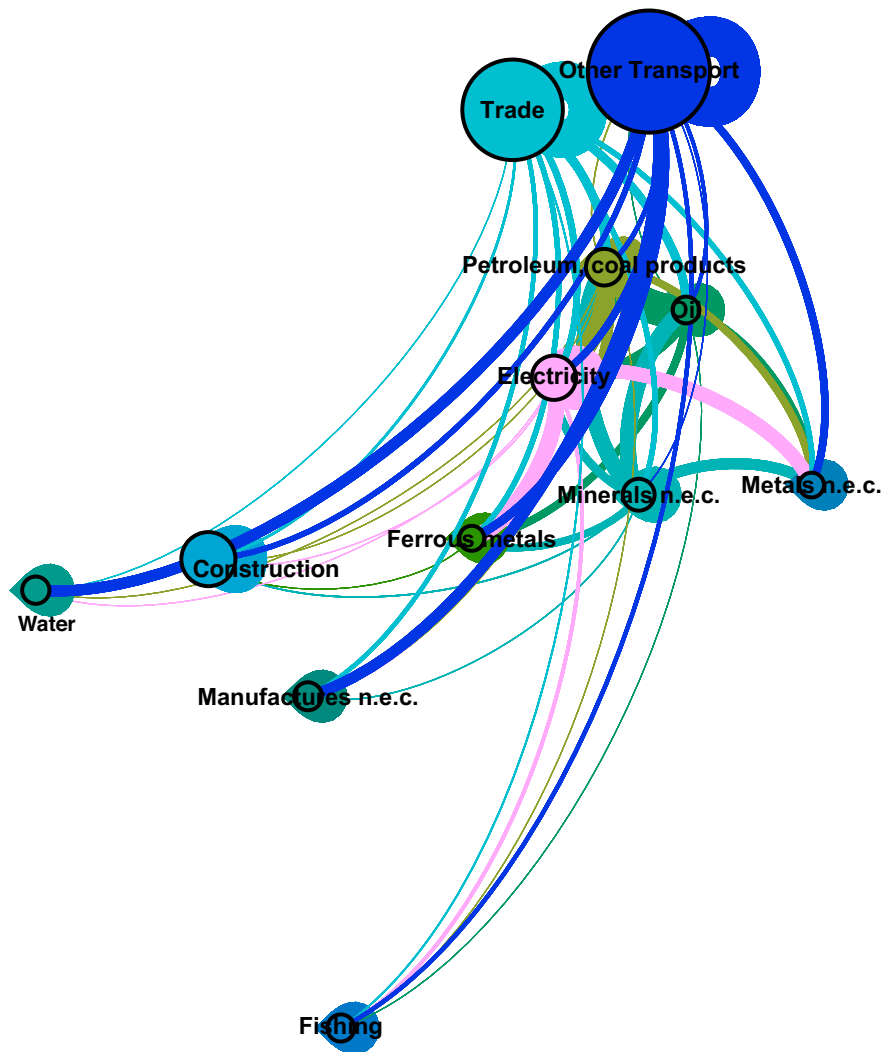 Other Transport
Trade
Petroleum, coal products
Oil
Electricity
Metals n.e.c.
Minerals n.e.c.
Ferrous metals
Construction
Water
Manufactures n.e.c.
Fishing